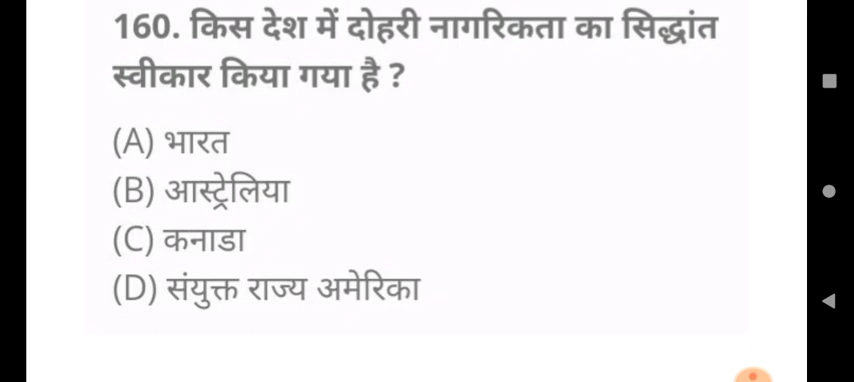 160. किस देश में दोहरी नागरिकता का सिद्धांत
स्वीकार किया गया है ?
(A) भारत
(B) आस्ट्रेलिया
(C) कनाडा
(D) संयुक्त राज्य अमेरिका